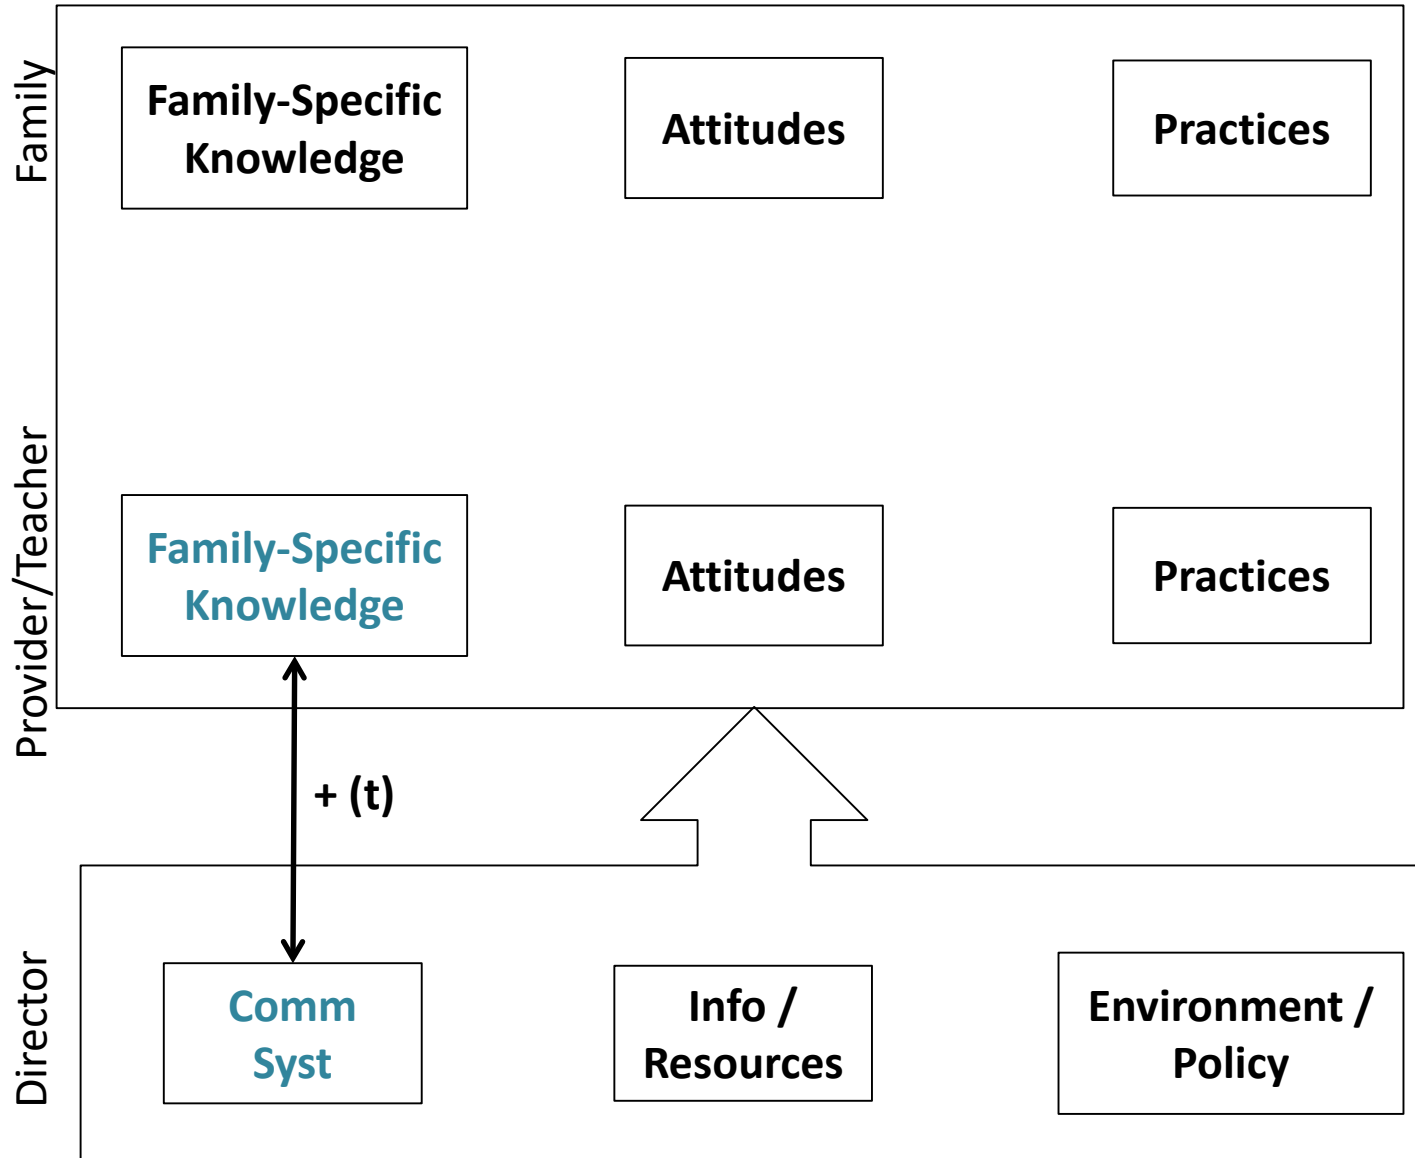 Family
Family-Specific
Knowledge
Attitudes
Practices
Provider/Teacher
Family-Specific
Knowledge
Attitudes
Practices
+ (t)
Director
Comm
Syst
Info /
Resources
Environment /
Policy